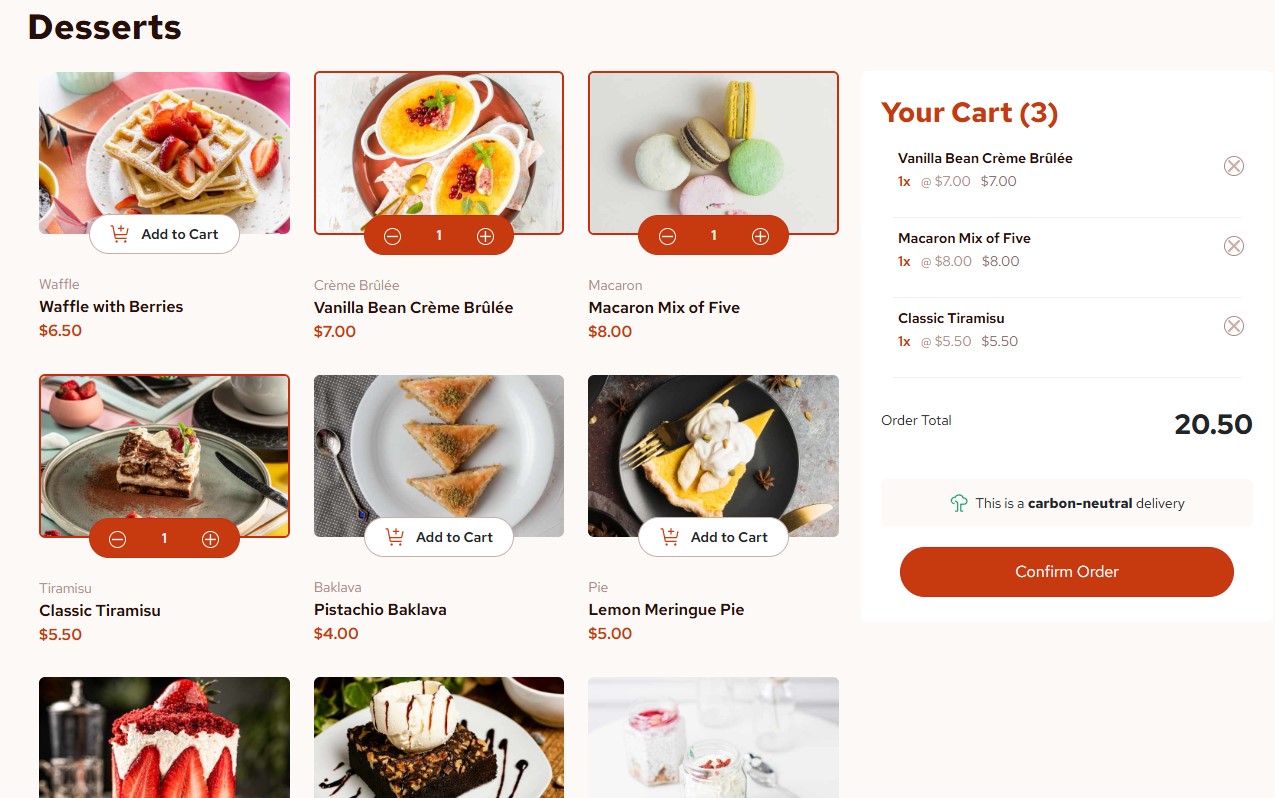 Desserts
Add to Cart
Waffle
Waffle with Berries
$6.50
1
Crème Brûlée
Vanilla Bean Crème Brûlée
$7.00
1
Macaron
Macaron Mix of Five
$8.00
1
Tiramisu
Classic Tiramisu
$5.50
Add to Cart
Baklava
Pistachio Baklava
$4.00
Add to Cart
Pie
Lemon Meringue Pie
$5.00
Your Cart (3)
Vanilla Bean Crème Brûlée
1x @ $7.00 $7.00
Macaron Mix of Five
1x @ $8.00 $8.00
Classic Tiramisu
1x @ $5.50 $5.50
Order Total 20.50
This is a carbon-neutral delivery
Confirm Order